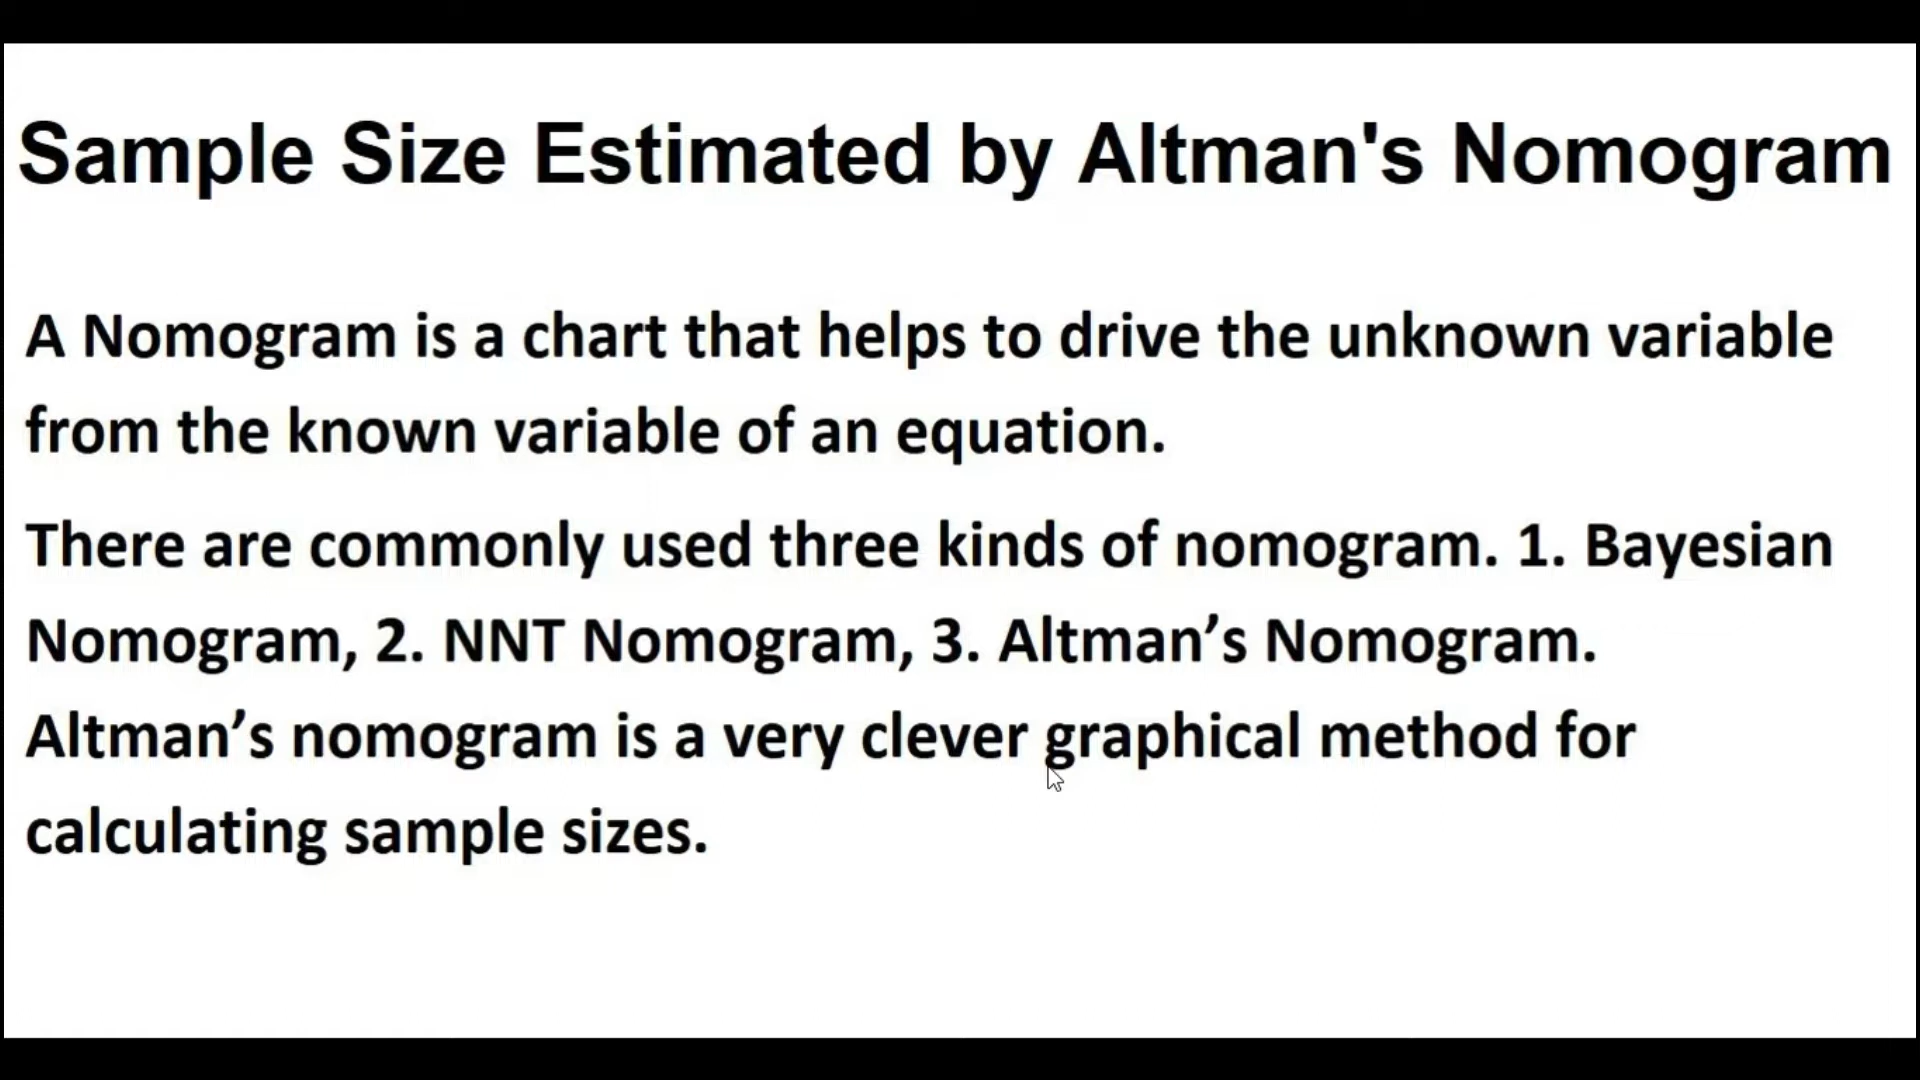 Sample Size Estimated by Altman's Nomogram
A Nomogram is a chart that helps to drive the unknown variable
from the known variable of an equation.
There are commonly used three kinds of nomogram. 1. Bayesian
Nomogram, 2. NNT Nomogram, 3. Altman’s Nomogram.
Altman’s nomogram is a very clever graphical method for
calculating sample sizes.